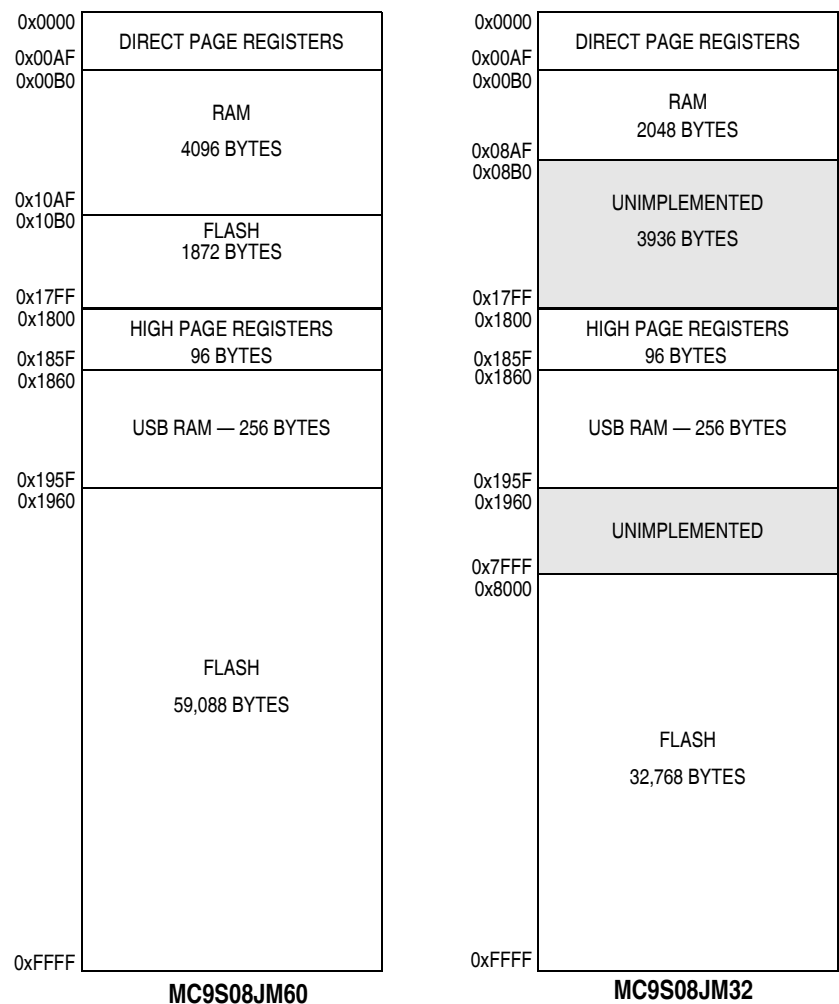 0x0000
DIRECT PAGE REGISTERS
0x00AF
0x00B0
RAM
4096 BYTES
0x10AF
0x10B0
FLASH
1872 BYTES
0x17FF
0x1800
HIGH PAGE REGISTERS
96 BYTES
0x185F
0x1860
USB RAM — 256 BYTES
0x195F
0x1960
FLASH
59,088 BYTES
0xFFFF
MC9S08JM60
0x0000
DIRECT PAGE REGISTERS
0x00AF
0x00B0
RAM
2048 BYTES
0x08AF
0x08B0
UNIMPLEMENTED
3936 BYTES
0x17FF
0x1800
HIGH PAGE REGISTERS
96 BYTES
0x185F
0x1860
USB RAM — 256 BYTES
0x195F
0x1960
UNIMPLEMENTED
0x7FFF
0x8000
FLASH
32,768 BYTES
0xFFFF
MC9S08JM32